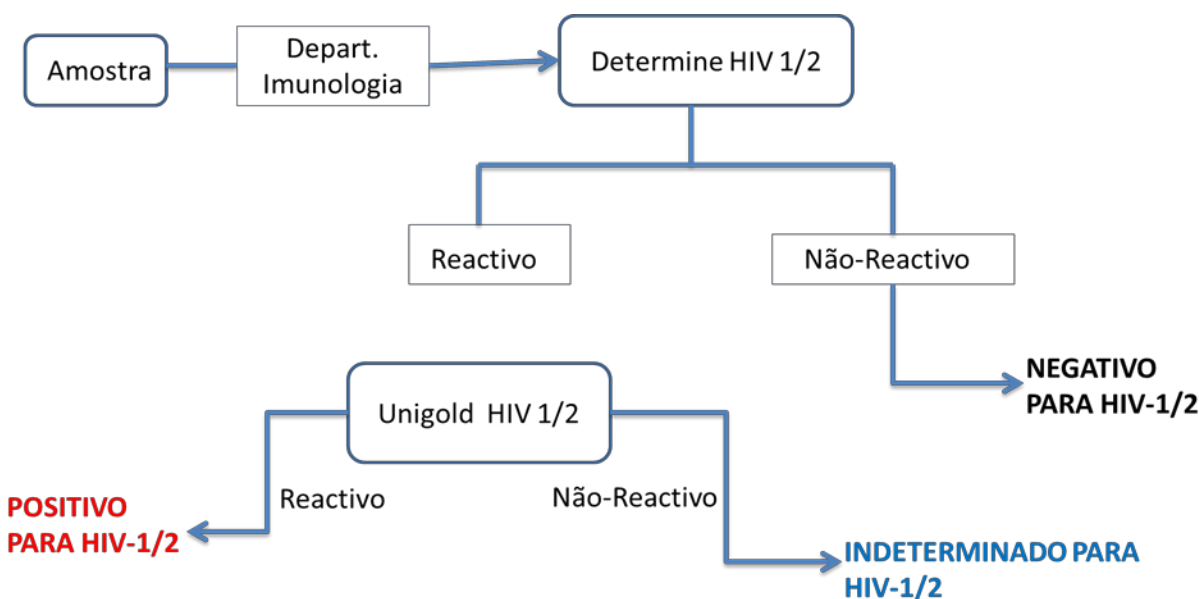 Amostra
Depart.
Imunologia
Determine HIV 1/2
Reactivo
Não-Reactivo
NEGATIVO
PARA HIV-1/2
Unigold HIV 1/2
Reactivo
Não-Reactivo
POSITIVO
PARA HIV-1/2
INDETERMINADO PARA
HIV-1/2